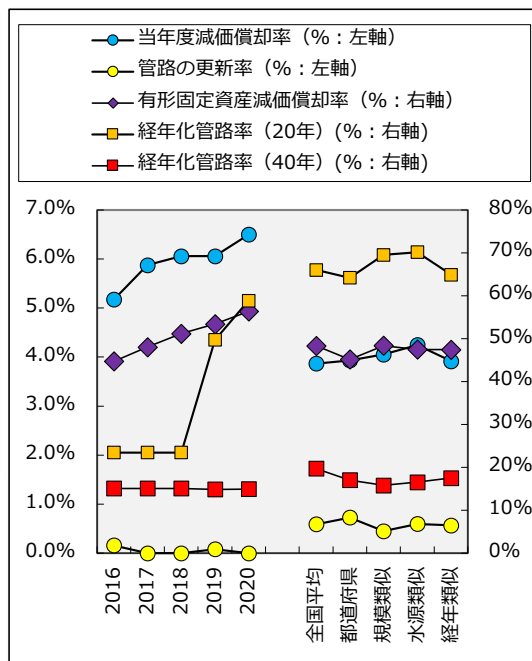 当年度減価償却率（%：左軸）
管路の更新率（%：左軸）
有形固定資産減価償却率（%：右軸）
経年化管路率（20年）(%：右軸)
経年化管路率（40年）(%：右軸)
7.0%
6.0%
5.0%
4.0%
3.0%
2.0%
1.0%
0.0%
80%
70%
60%
50%
40%
30%
20%
10%
0%
2016
2017
2018
2019
2020
全国平均
都道府県
規模類似
水源類似
経年類似